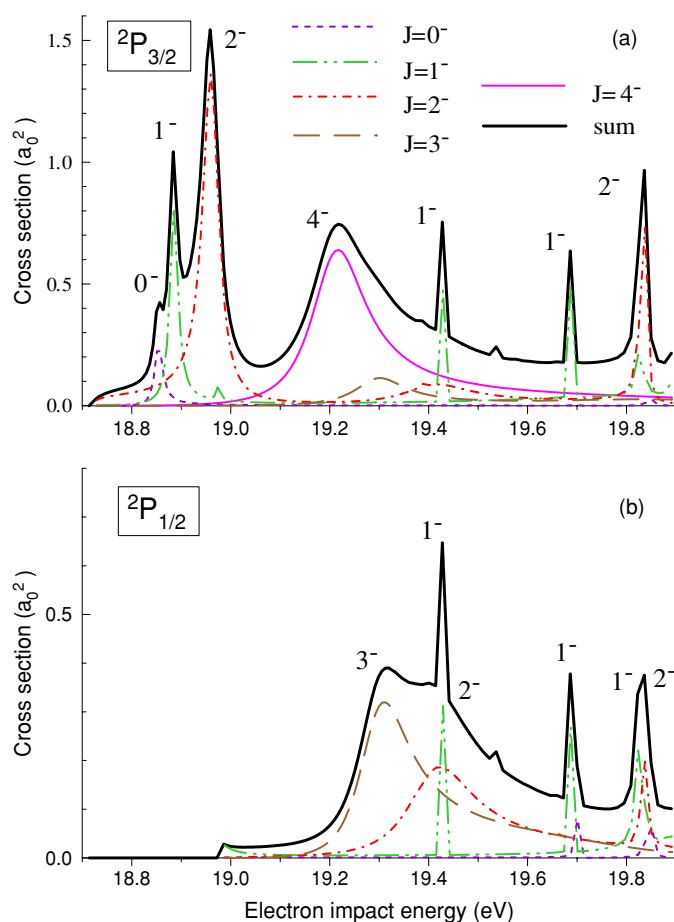 ²P₃/₂
(a)
J=0⁻
J=1⁻
J=2⁻
J=3⁻
J=4⁻
sum
0⁻
1⁻
2⁻
4⁻
1⁻
1⁻
2⁻
Cross section (a₀²)
1.5
1.0
0.5
0.0
18.8 19.0 19.2 19.4 19.6 19.8
²P₁/₂
(b)
3⁻
1⁻
2⁻
1⁻
1⁻
2⁻
Cross section (a₀²)
0.5
0.0
18.8 19.0 19.2 19.4 19.6 19.8
Electron impact energy (eV)